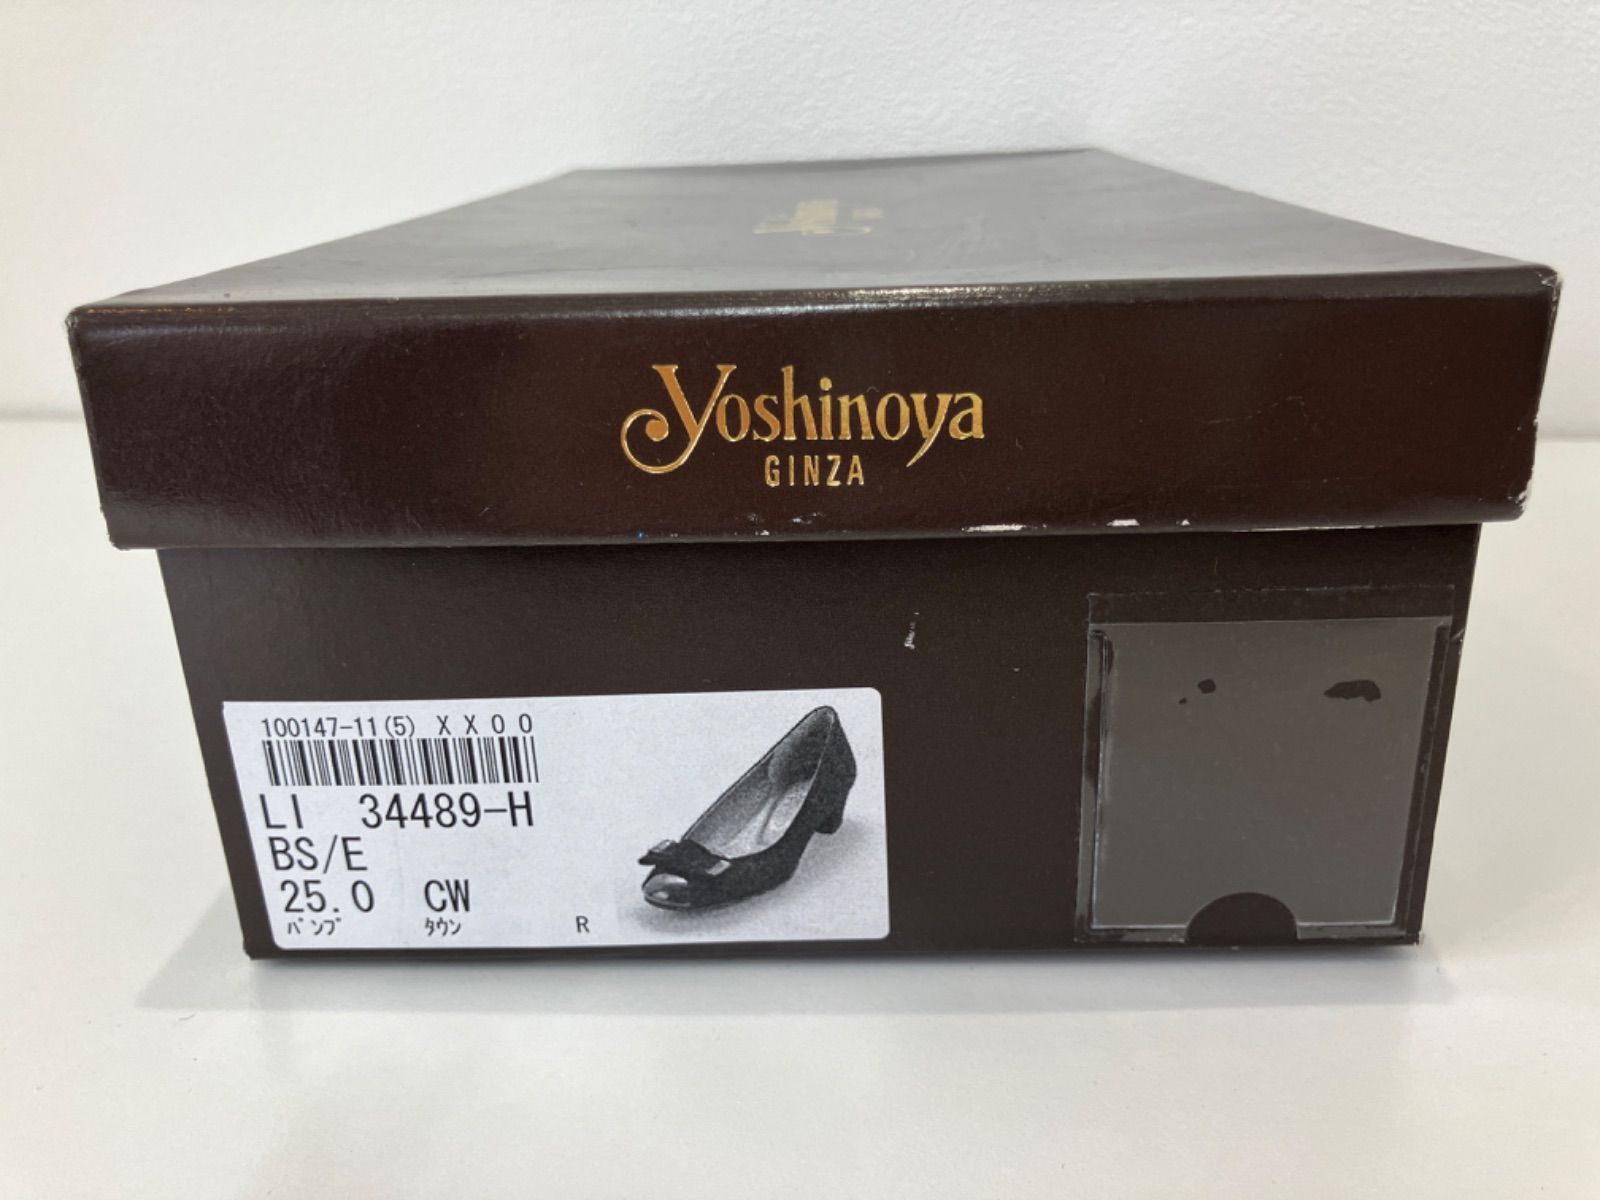 Yoshinoya
GINZA
100147-11(5) XX00
LI 34489-H
BS/E
25.0 CW
ﾊﾟﾝﾌﾟ ﾀｳﾝ R